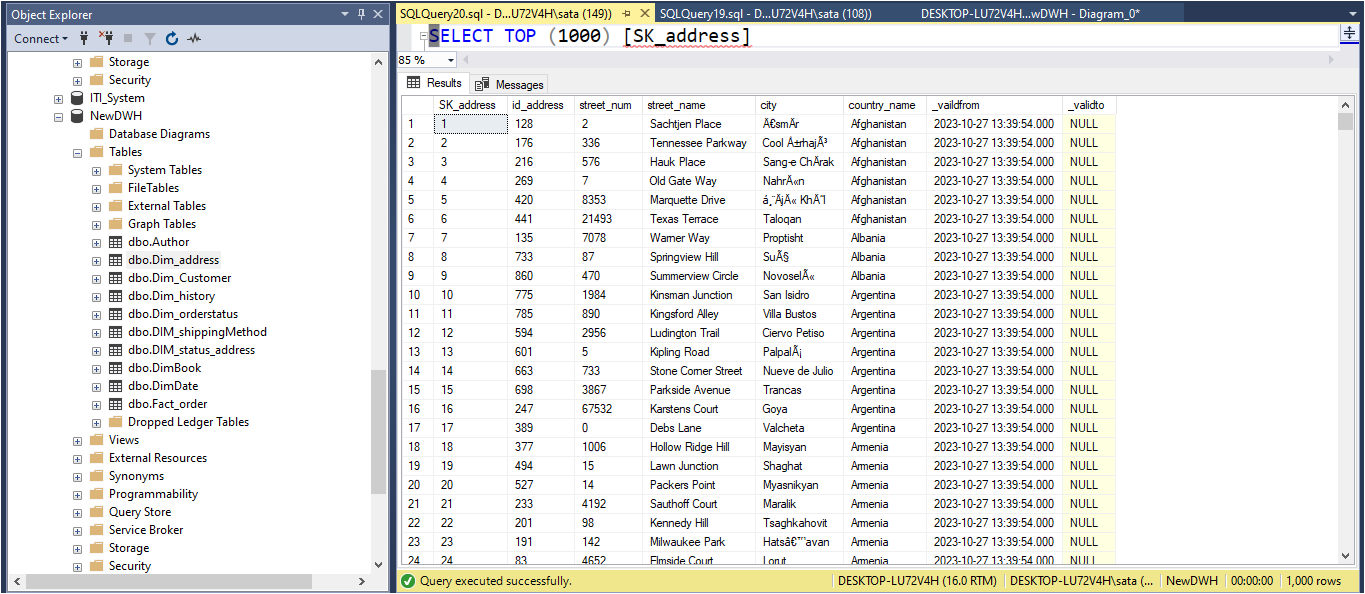 Object Explorer
Connect
Storage
Security
ITI_System
NewDWH
Database Diagrams
Tables
System Tables
FileTables
External Tables
Graph Tables
dbo.Author
dbo.Dim_address
dbo.Dim_Customer
dbo.Dim_history
dbo.Dim_orderstatus
dbo.DIM_shippingMethod
dbo.DIM_status_address
dbo.DimBook
dbo.DimDate
dbo.Fact_order
Dropped Ledger Tables
Views
External Resources
Synonyms
Programmability
Query Store
Service Broker
Storage
Security
SQLQuery20.sql - D...U72V4H\sata (149)) SQLQuery19.sql - D...U72V4H\sata (108)) DESKTOP-LU72V4H...wDWH - Diagram_0*
SELECT TOP (1000) [SK_address]
85 %
Results Messages
SK_address id_address street_num street_name city country_name _vaildfrom _validto
1 1 128 2 Sachtjen Place Ä€smÄr Afghanistan 2023-10-27 13:39:54.000 NULL
2 2 176 336 Tennessee Parkway Cool Ä±rhajÃ³ Afghanistan 2023-10-27 13:39:54.000 NULL
3 3 216 576 Hauk Place Sang-e ChÄrak Afghanistan 2023-10-27 13:39:54.000 NULL
4 4 269 7 Old Gate Way NahrÄ«n Afghanistan 2023-10-27 13:39:54.000 NULL
5 5 420 8353 Marquette Drive Afghanistan 2023-10-27 13:39:54.000 NULL
6 6 441 21493 Texas Terrace Taloqan Afghanistan 2023-10-27 13:39:54.000 NULL
7 7 135 7078 Warner Way Proptisht Albania 2023-10-27 13:39:54.000 NULL
8 8 733 87 Springview Hill SuÃ§ Albania 2023-10-27 13:39:54.000 NULL
9 9 860 470 Summerview Circle NovoselÃ« Albania 2023-10-27 13:39:54.000 NULL
10 10 775 1984 Kinsman Junction San Isidro Argentina 2023-10-27 13:39:54.000 NULL
11 11 785 890 Kingsford Alley Villa Bustos Argentina 2023-10-27 13:39:54.000 NULL
12 12 594 2956 Ludington Trail Ciervo Petiso Argentina 2023-10-27 13:39:54.000 NULL
13 13 601 5 Kipling Road PalpalÃ¡ Argentina 2023-10-27 13:39:54.000 NULL
14 14 663 733 Stone Corner Street Nueve de Julio Argentina 2023-10-27 13:39:54.000 NULL
15 15 698 3867 Parkside Avenue Trancas Argentina 2023-10-27 13:39:54.000 NULL
16 16 247 67532 Karstens Court Goya Argentina 2023-10-27 13:39:54.000 NULL
17 17 389 0 Debs Lane Valcheta Argentina 2023-10-27 13:39:54.000 NULL
18 18 377 1006 Hollow Ridge Hill Mayisyan Armenia 2023-10-27 13:39:54.000 NULL
19 19 494 15 Lawn Junction Shaghat Armenia 2023-10-27 13:39:54.000 NULL
20 20 527 14 Packers Point Myasnikyan Armenia 2023-10-27 13:39:54.000 NULL
21 21 233 4192 Sauthoff Court Maralik Armenia 2023-10-27 13:39:54.000 NULL
22 22 201 98 Kennedy Hill Tsaghkahovit Armenia 2023-10-27 13:39:54.000 NULL
23 23 191 142 Milwaukee Park Hatsâ€™avan Armenia 2023-10-27 13:39:54.000 NULL
24 24 83 4652 Elmside Court Lorut Armenia 2023-10-27 13:39:54.000 NULL
Query executed successfully. DESKTOP-LU72V4H (16.0 RTM) DESKTOP-LU72V4H\sata (... NewDWH 00:00:00 1,000 rows